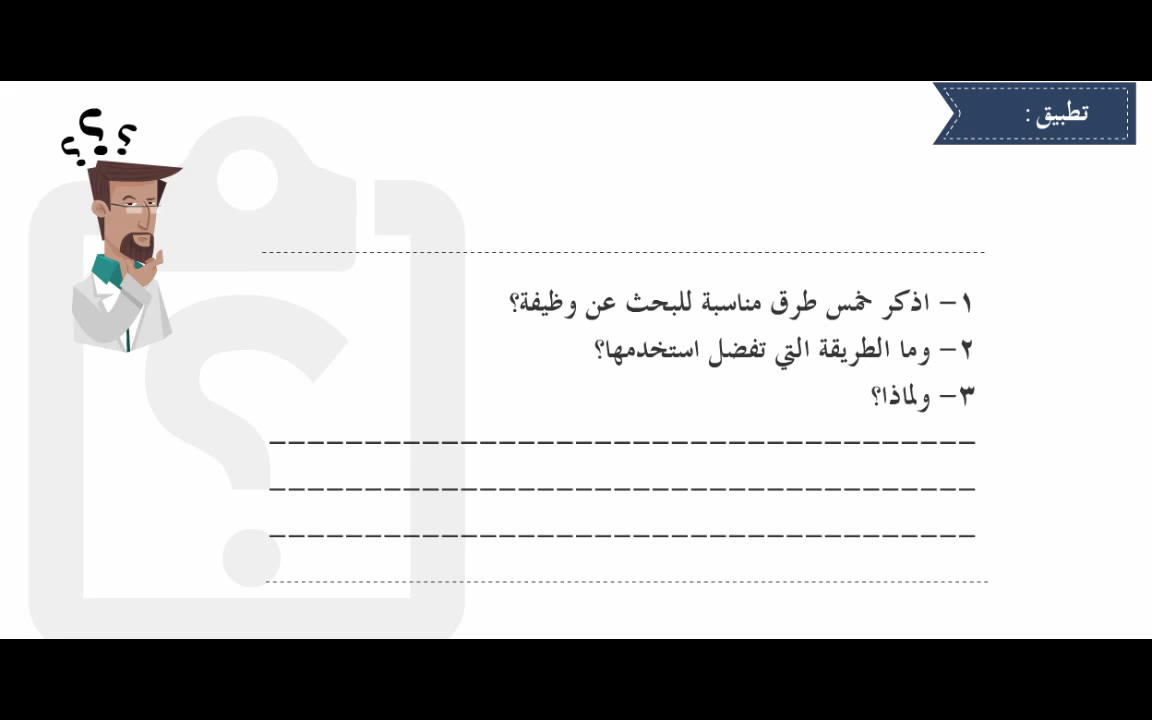 تطبيق :
؟ ؟ ؟
١- اذكر خمس طرق مناسبة للبحث عن وظيفة؟
٢- وما الطريقة التي تفضل استخدمها؟
٣- ولماذا؟